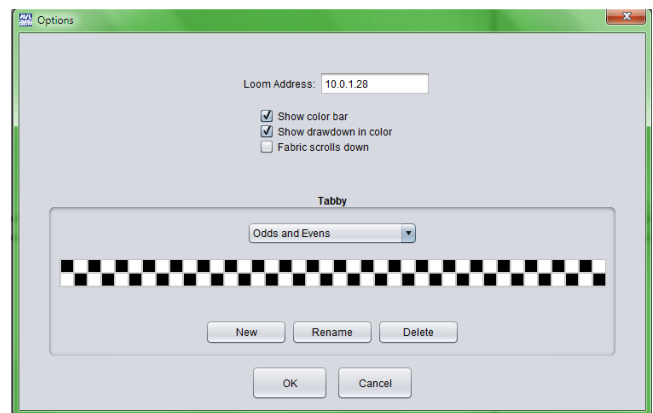 Options
Loom Address: 10.0.1.28
Show color bar
Show drawdown in color
Fabric scrolls down
Tabby
Odds and Evens
New Rename Delete
OK Cancel